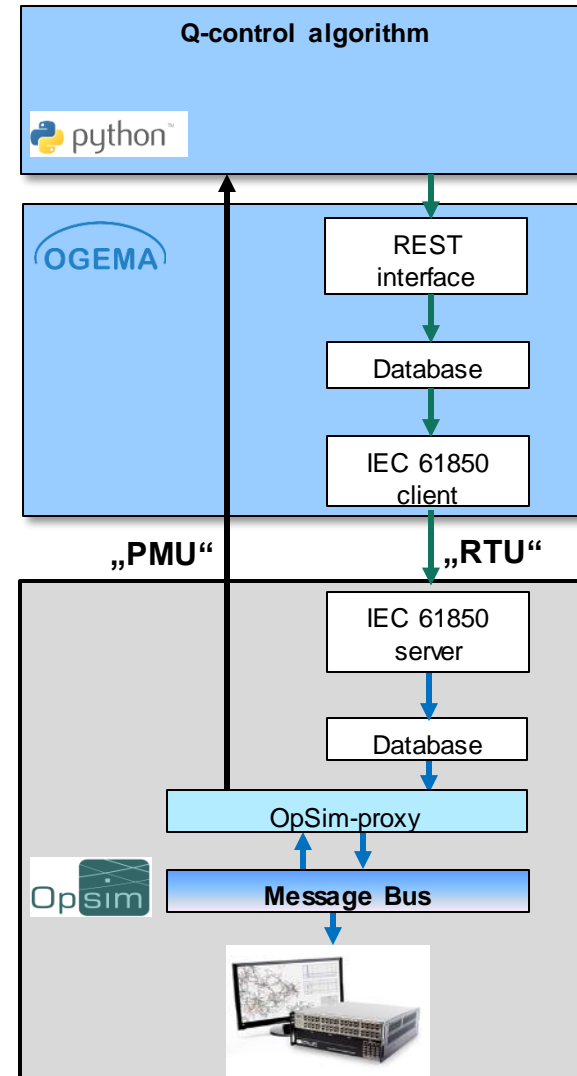 Q-control algorithm
python™
OGEMA
REST
interface
Database
IEC 61850
client
„PMU“
„RTU“
IEC 61850
server
Database
OpSim-proxy
Opsim
Message Bus